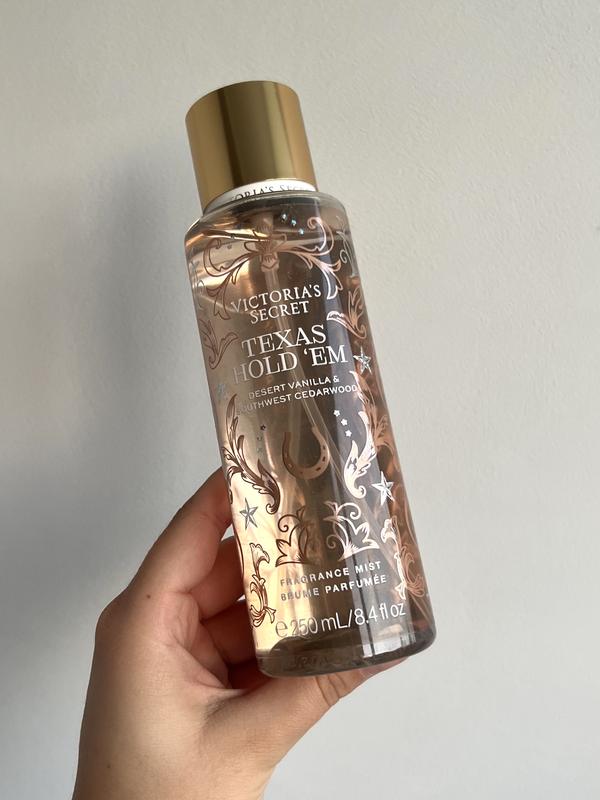 VICTORIA'S
SECRET
TEXAS
HOLD 'EM
DESERT VANILLA &
SOUTHWEST CEDARWOOD
FRAGRANCE MIST
BRUME PARFUMÉE
℮ 250 mL/8.4 fl oz